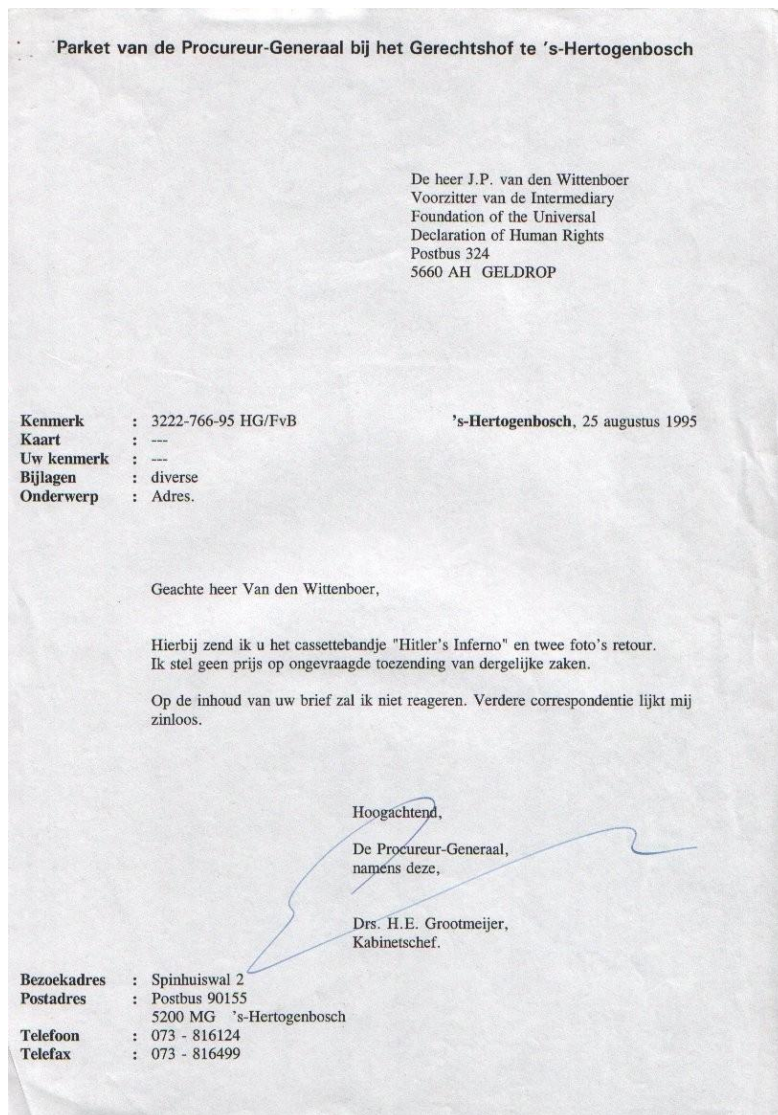 Parket van de Procureur-Generaal bij het Gerechtshof te 's-Hertogenbosch
De heer J.P. van den Wittenboer
Voorzitter van de Intermediary
Foundation of the Universal
Declaration of Human Rights
Postbus 324
5660 AH GELDROP
Kenmerk : 3222-766-95 HG/FvB 's-Hertogenbosch, 25 augustus 1995
Kaart : ---
Uw kenmerk : ---
Bijlagen : diverse
Onderwerp : Adres.
Geachte heer Van den Wittenboer,
Hierbij zend ik u het cassettebandje "Hitler's Inferno" en twee foto's retour.
Ik stel geen prijs op ongevraagde toezending van dergelijke zaken.
Op de inhoud van uw brief zal ik niet reageren. Verdere correspondentie lijkt mij
zinloos.
Hoogachtend,
De Procureur-Generaal,
namens deze,
Drs. H.E. Grootmeijer,
Kabinetschef.
Bezoekadres : Spinhuiswal 2
Postadres : Postbus 90155
5200 MG 's-Hertogenbosch
Telefoon : 073 - 816124
Telefax : 073 - 816499